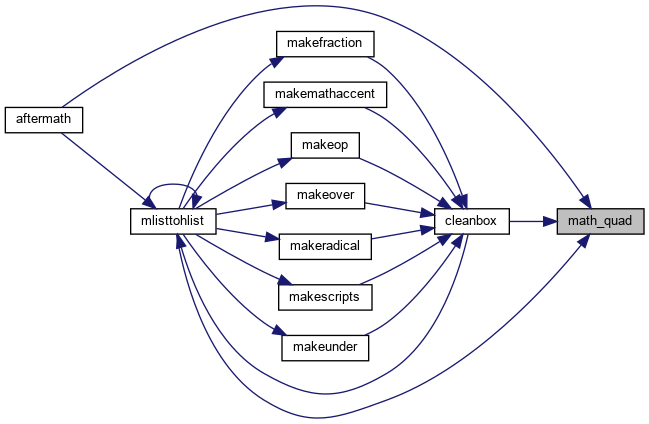 makefraction
makemathaccent
aftermath
makeop
makeover
mlisttohlist
cleanbox
math_quad
makeradical
makescripts
makeunder